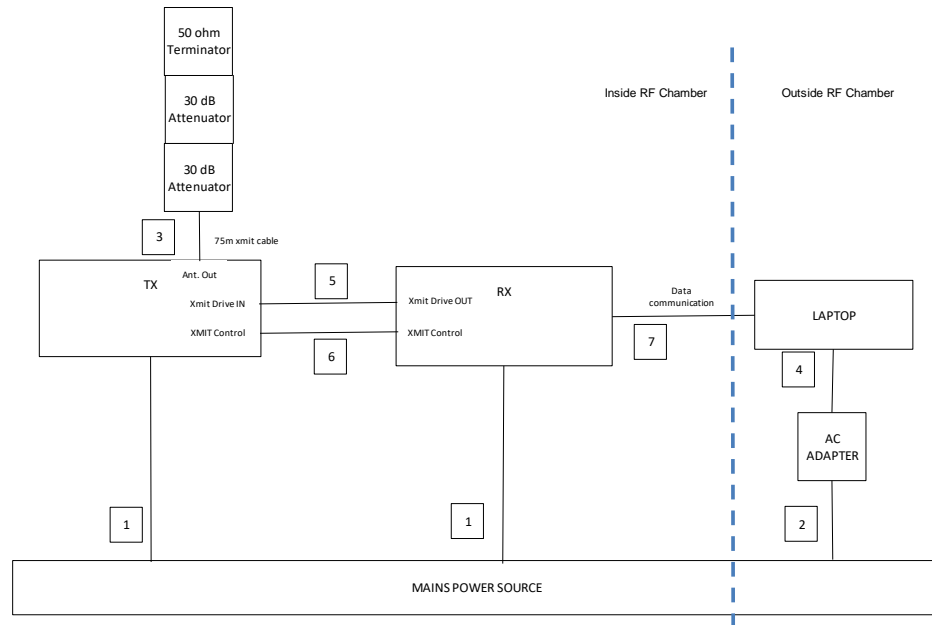 50 ohm
Terminator
30 dB
Attenuator
30 dB
Attenuator
Inside RF Chamber
Outside RF Chamber
3
75m xmit cable
TX
Ant. Out
Xmit Drive IN
XMIT Control
5
6
RX
Xmit Drive OUT
XMIT Control
Data
communication
7
LAPTOP
4
AC
ADAPTER
1
1
2
MAINS POWER SOURCE